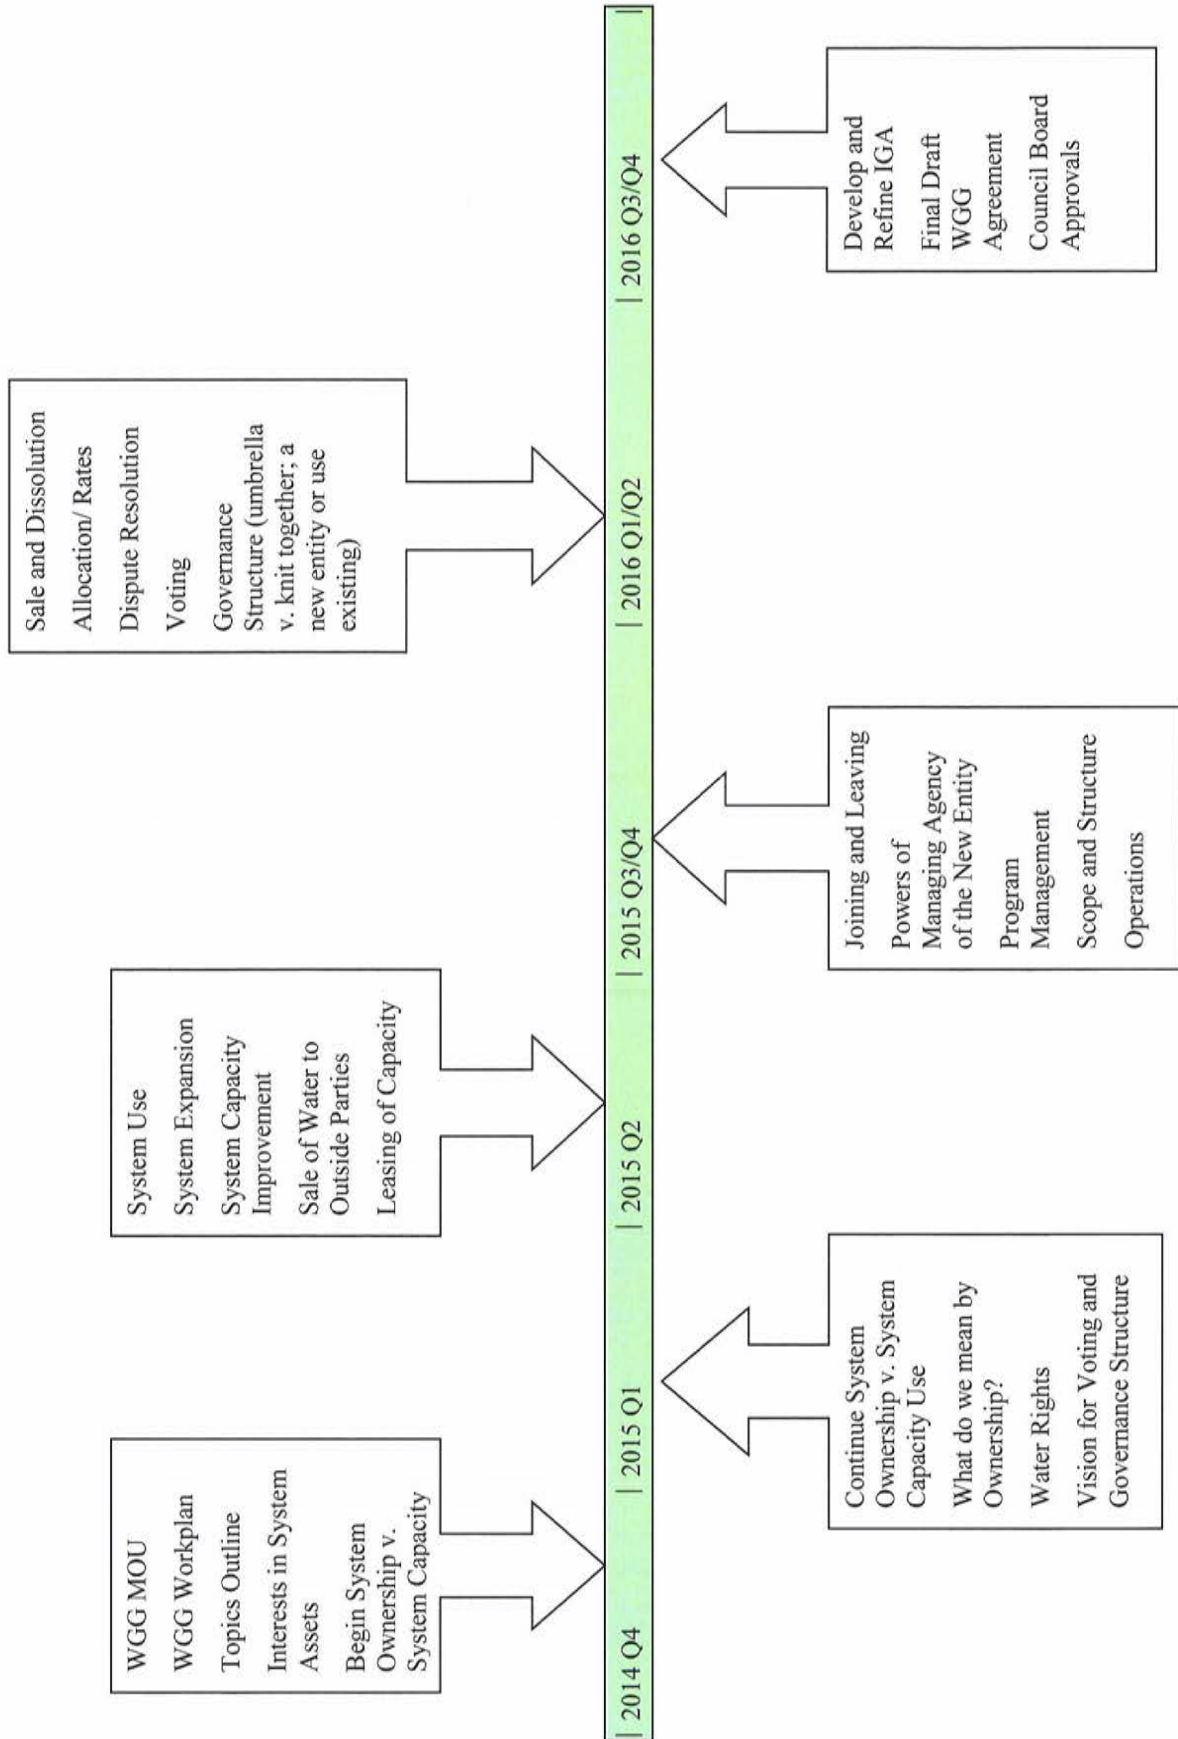 WGG MOU
WGG Workplan
Topics Outline
Interests in System
Assets
Begin System
Ownership v.
System Capacity
System Use
System Expansion
System Capacity
Improvement
Sale of Water to
Outside Parties
Leasing of Capacity
Sale and Dissolution
Allocation/ Rates
Dispute Resolution
Voting
Governance
Structure (umbrella
v. knit together; a
new entity or use
existing)
| 2014 Q4 | 2015 Q1 | 2015 Q2 | 2015 Q3/Q4 | 2016 Q1/Q2 | 2016 Q3/Q4 |
Continue System
Ownership v. System
Capacity Use
What do we mean by
Ownership?
Water Rights
Vision for Voting and
Governance Structure
Joining and Leaving
Powers of
Managing Agency
of the New Entity
Program
Management
Scope and Structure
Operations
Develop and
Refine IGA
Final Draft
WGG
Agreement
Council Board
Approvals